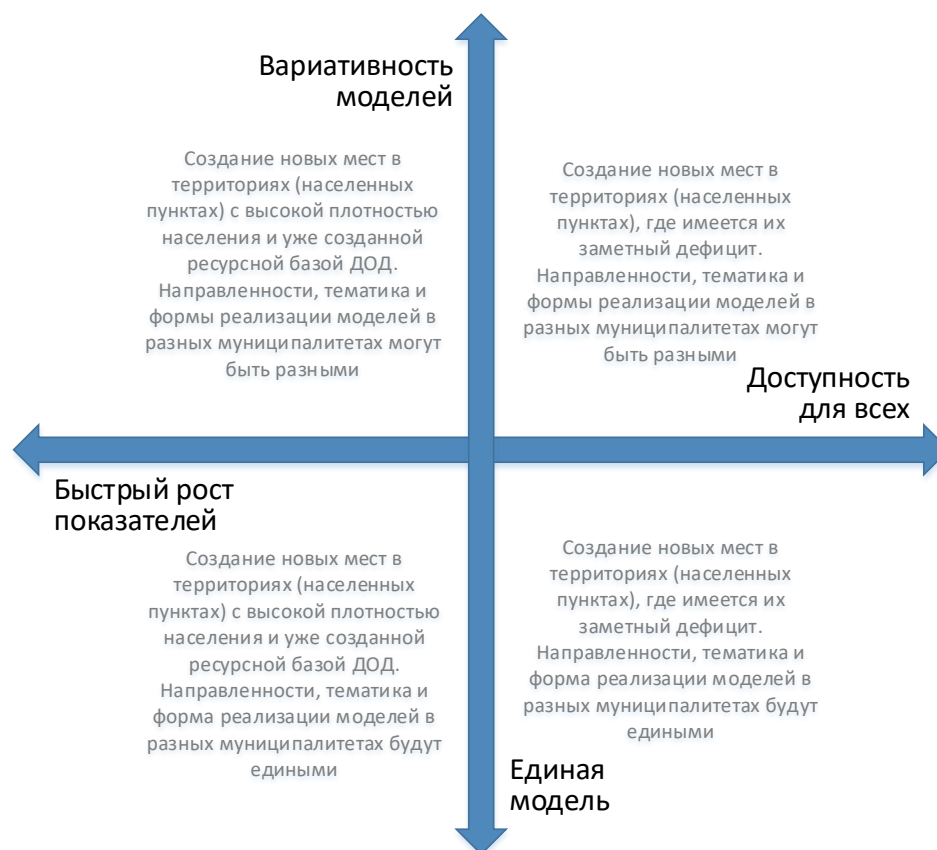 Вариативность
моделей
Создание новых мест в
территориях (населенных
пунктах) с высокой плотностью
населения и уже созданной
ресурсной базой ДОД.
Направленности, тематика и
формы реализации моделей в
разных муниципалитетах могут
быть разными
Создание новых мест в
территориях (населенных
пунктах), где имеется их
заметный дефицит.
Направленности, тематика и
формы реализации моделей в
разных муниципалитетах могут
быть разными
Доступность
для всех
Быстрый рост
показателей
Создание новых мест в
территориях (населенных
пунктах) с высокой плотностью
населения и уже созданной
ресурсной базой ДОД.
Направленности, тематика и
форма реализации моделей в
разных муниципалитетах будут
едиными
Создание новых мест в
территориях (населенных
пунктах), где имеется их
заметный дефицит.
Направленности, тематика и
форма реализации моделей в
разных муниципалитетах будут
едиными
Единая
модель